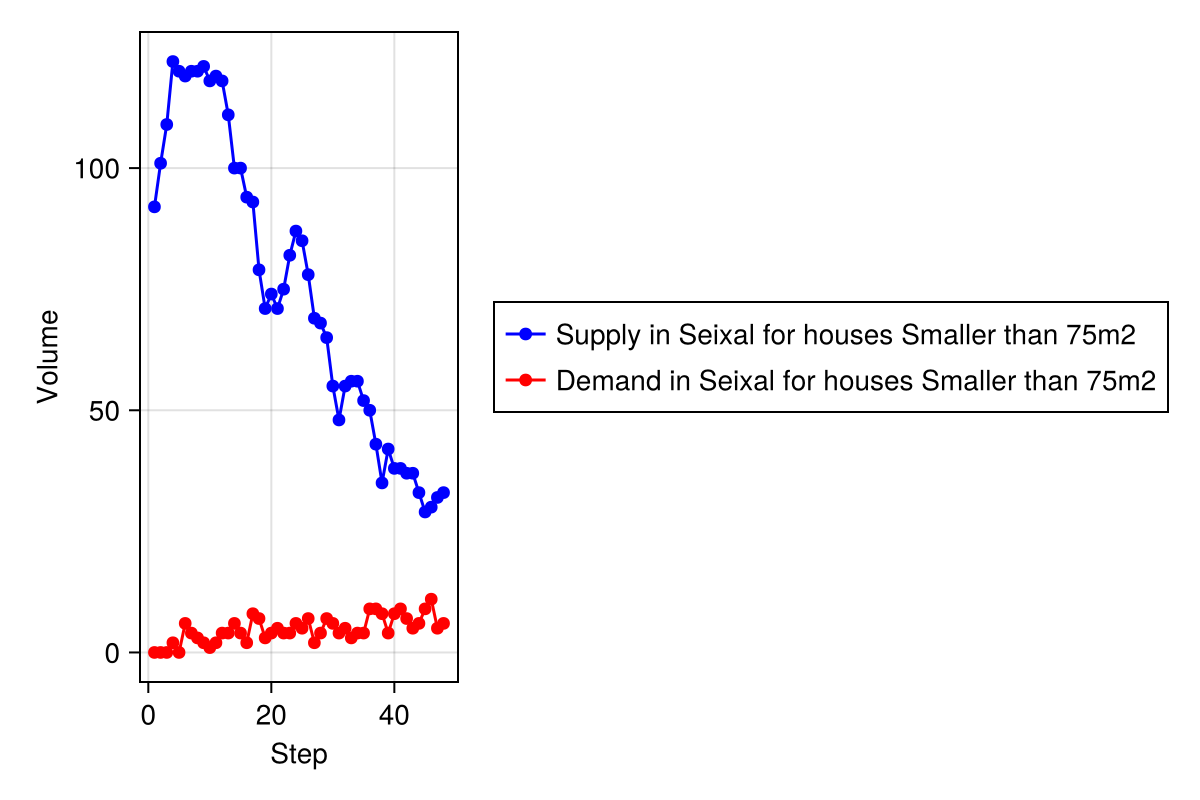 Volume
100
50
0
0 20 40
Step
Supply in Seixal for houses Smaller than 75m2
Demand in Seixal for houses Smaller than 75m2